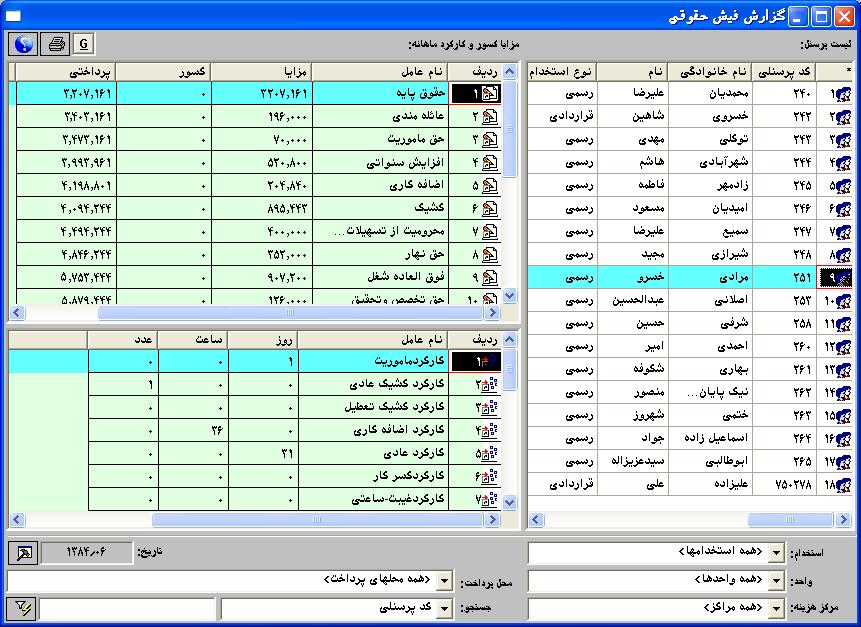 گزارش فیش حقوقی
لیست پرسنل:
* کد پرسنلی نام خانوادگی نام نوع استخدام
۱ ۲۴۰ محمدیان علیرضا رسمی
۲ ۲۴۲ خسروی شاهین قراردادی
۳ ۲۴۳ توکلی مهدی رسمی
۴ ۲۴۴ شهرآبادی هاشم رسمی
۵ ۲۴۵ زادمهر فاطمه رسمی
۶ ۲۴۶ امیدیان مسعود رسمی
۷ ۲۴۷ سمیع علیرضا رسمی
۸ ۲۴۸ شیرازی مجید رسمی
۹ ۲۵۱ مرادی خسرو رسمی
۱۰ ۲۵۳ اصلانی عبدالحسین رسمی
۱۱ ۲۵۸ شرفی حسین رسمی
۱۲ ۲۶۰ احمدی امیر رسمی
۱۳ ۲۶۱ بهاری شکوفه رسمی
۱۴ ۲۶۲ نیک پایان... منصور رسمی
۱۵ ۲۶۳ ختمی شهروز رسمی
۱۶ ۲۶۴ اسماعیل زاده جواد رسمی
۱۷ ۲۶۵ ابوطالبی سیدعزیزاله رسمی
۱۸ ۷۵۰۲۷۸ علیزاده علی قراردادی
مزایا کسور و کارکرد ماهانه:
G
ردیف نام عامل مزایا کسور پرداختی
۱ حقوق پایه ۳۲۰۷,۱۶۱ ۰ ۳,۲۰۷,۱۶۱
۲ عائله مندی ۱۹۶,۰۰۰ ۰ ۳,۴۰۳,۱۶۱
۳ حق ماموریت ۷۰,۰۰۰ ۰ ۳,۴۷۳,۱۶۱
۴ افزایش سنواتی ۵۲۰,۸۰۰ ۰ ۳,۹۹۳,۹۶۱
۵ اضافه کاری ۲۰۴,۸۴۰ ۰ ۴,۱۹۸,۸۰۱
۶ کشیک ۸۹۵,۴۴۳ ۰ ۴,۰۹۴,۲۴۴
۷ محرومیت از تسهیلات... ۴۰۰,۰۰۰ ۰ ۴,۴۹۴,۲۴۴
۸ حق نهار ۳۵۲,۰۰۰ ۰ ۴,۸۴۶,۲۴۴
۹ فوق العاده شغل ۹۰۷,۲۰۰ ۰ ۵,۷۵۳,۴۴۴
۱۰ حق تخصص وتحقیق ۱۲۶,۰۰۰ ۰ ۵,۸۷۹,۴۴۴
ردیف نام عامل روز ساعت عدد
۱ کارکردماموریت ۱ ۰ ۰
۲ کارکرد کشیک عادی ۰ ۰ ۱
۳ کارکرد کشیک تعطیل ۰ ۰ ۰
۴ کارکرد اضافه کاری ۰ ۳۶ ۰
۵ کارکرد عادی ۳۱ ۰ ۰
۶ کارکردکسر کار ۰ ۰ ۰
۷ کارکردغیبت-ساعتی ۰ ۰ ۰
استخدام: <همه استخدامها>
واحد: <همه واحدها>
مرکز هزینه: <همه مراکز>
تاریخ: ۱۳۸۴/۰۶
محل پرداخت: <همه محلهای پرداخت>
جستجو: کد پرسنلی